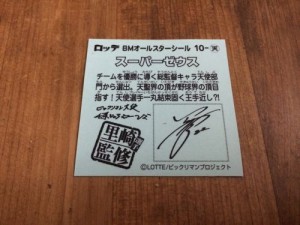 ロッテ BMオールスターシール 10-天
スーパーゼウス
チームを優勝に導く総監督キャラ天使部
門から選出。天聖界の頂が野球界の頂目
指す!天使選手一丸結束固く王手近し?!
里崎
監修
©LOTTE/ビックリマンプロジェクト